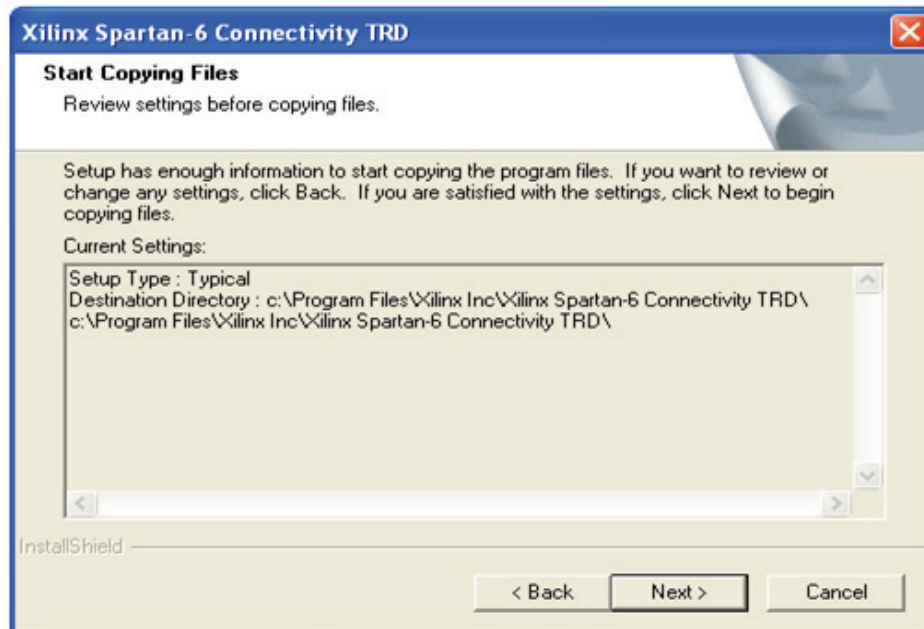 Xilinx Spartan-6 Connectivity TRD
Start Copying Files
Review settings before copying files.
Setup has enough information to start copying the program files.  If you want to review or
change any settings, click Back.  If you are satisfied with the settings, click Next to begin
copying files.
Current Settings:
Setup Type : Typical
Destination Directory : c:\Program Files\Xilinx Inc\Xilinx Spartan-6 Connectivity TRD\
c:\Program Files\Xilinx Inc\Xilinx Spartan-6 Connectivity TRD\
InstallShield
< Back Next > Cancel